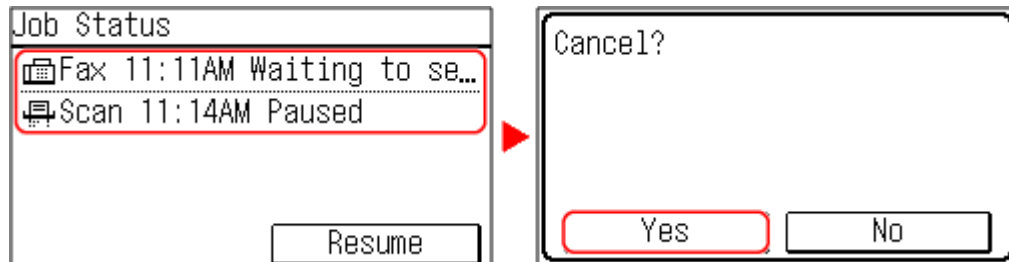 Job Status
Fax 11:11AM Waiting to se...
Scan 11:14AM Paused
Resume
Cancel?
Yes
No